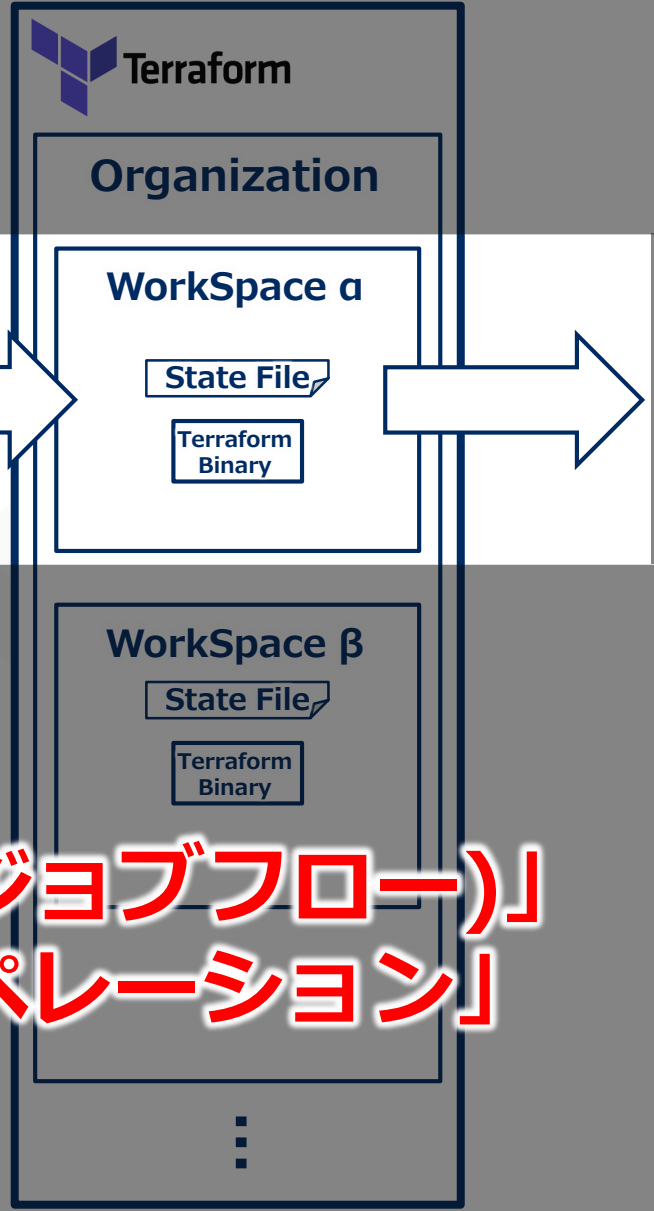 Terraform
Organization
WorkSpace α
State File
Terraform
Binary
WorkSpace β
State File
Terraform
Binary
ジョブフロー)」
ペレーション」
⋮